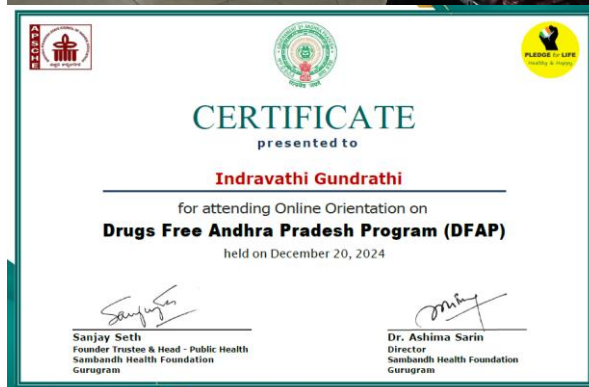 APSCHE
PLEDGE for LIFE
Healthy & Happy
CERTIFICATE
presented to
Indravathi Gundrathi
for attending Online Orientation on
Drugs Free Andhra Pradesh Program (DFAP)
held on December 20, 2024
Sanjay Seth
Founder Trustee & Head - Public Health
Sambandh Health Foundation
Gurugram
Dr. Ashima Sarin
Director
Sambandh Health Foundation
Gurugram